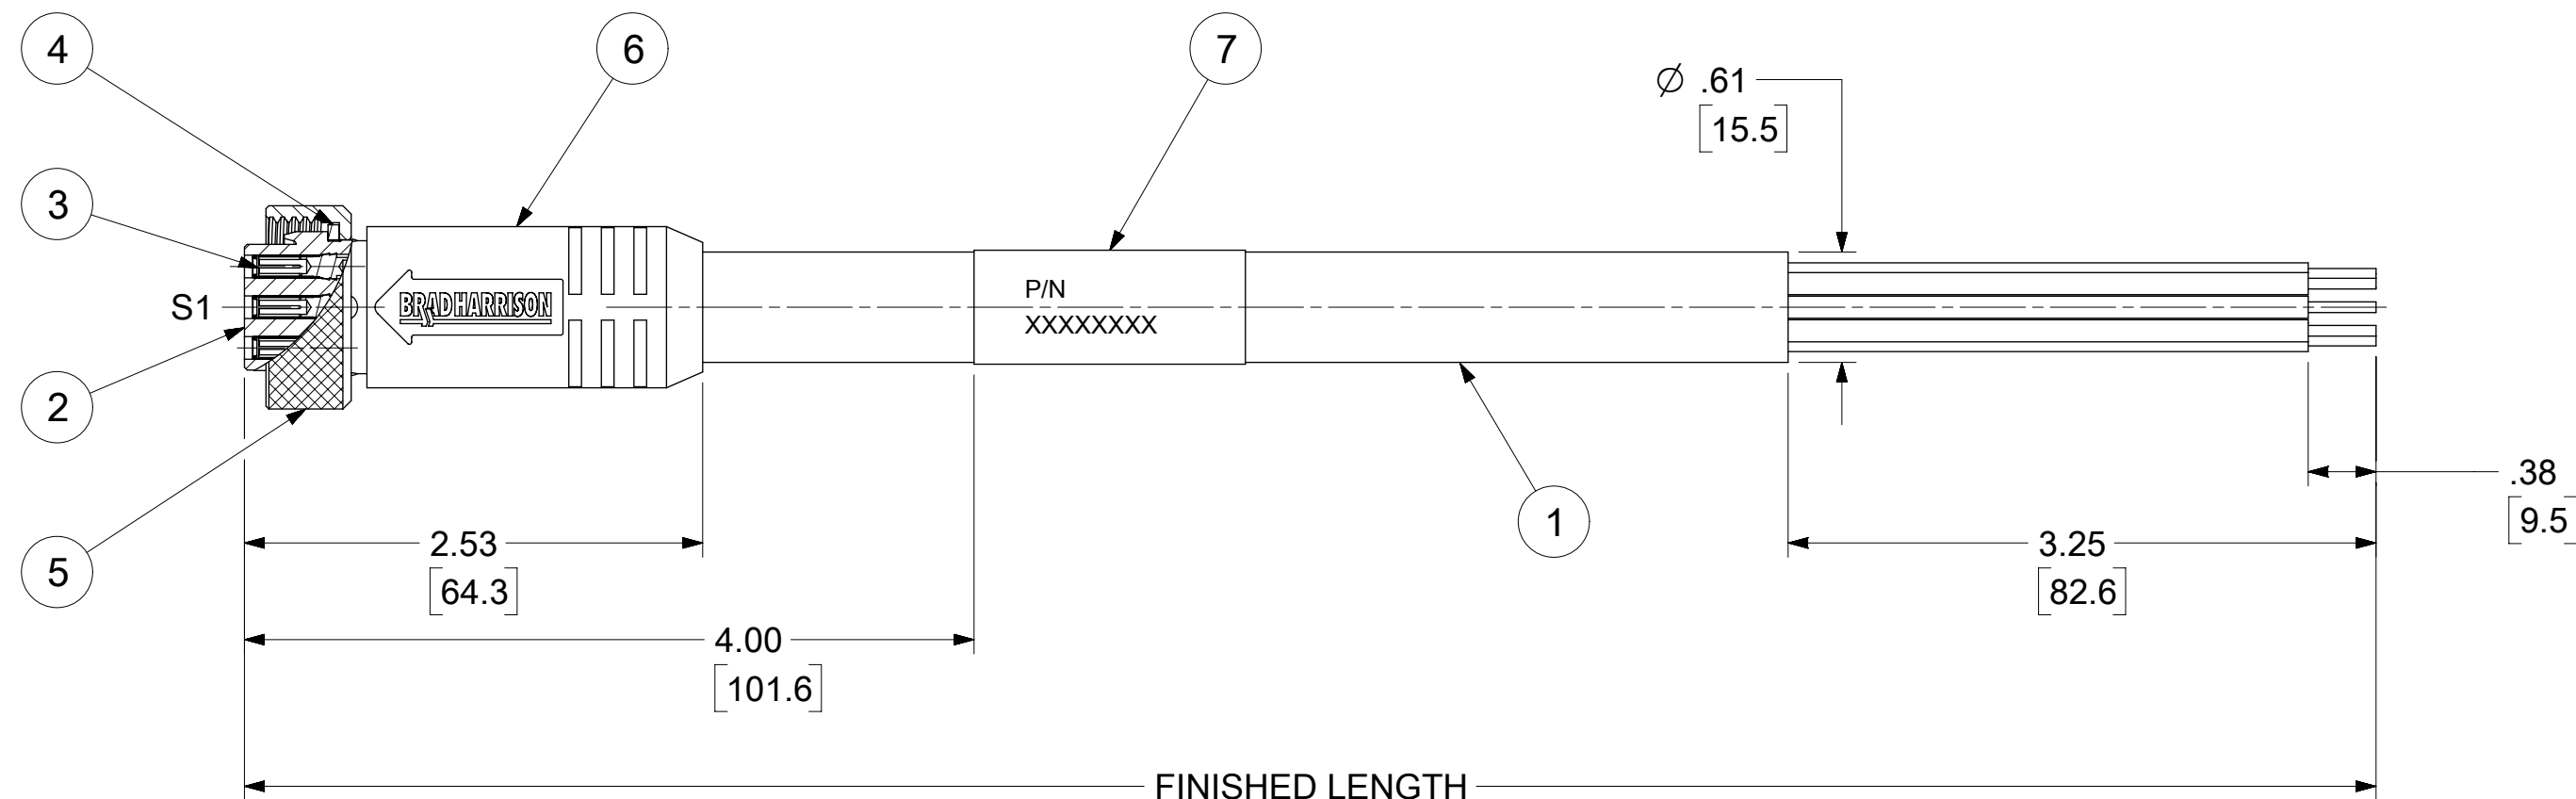 4
6
7
Ø .61
[15.5]
3
S1
BRADHARRISON
P/N
XXXXXXXX
2
.38
[9.5]
1
2.53
[64.3]
3.25
[82.6]
5
4.00
[101.6]
FINISHED LENGTH